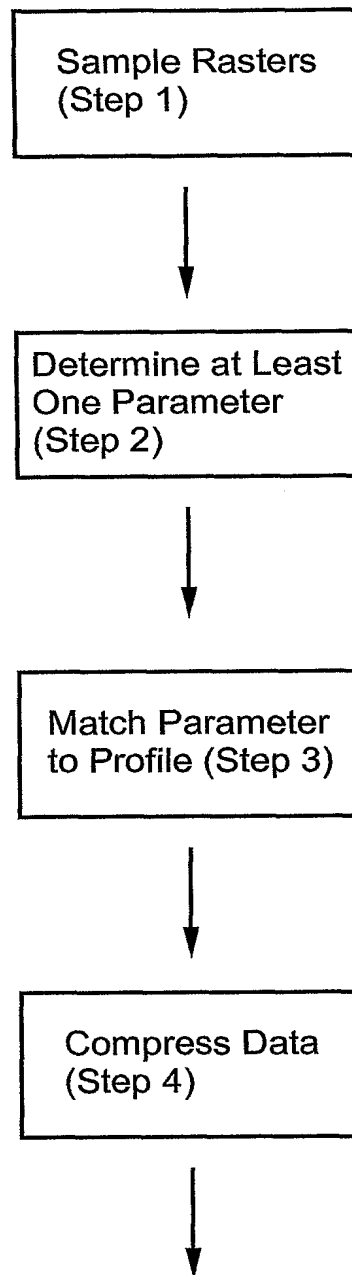 Sample Rasters
(Step 1)
Determine at Least
One Parameter
(Step 2)
Match Parameter
to Profile (Step 3)
Compress Data
(Step 4)